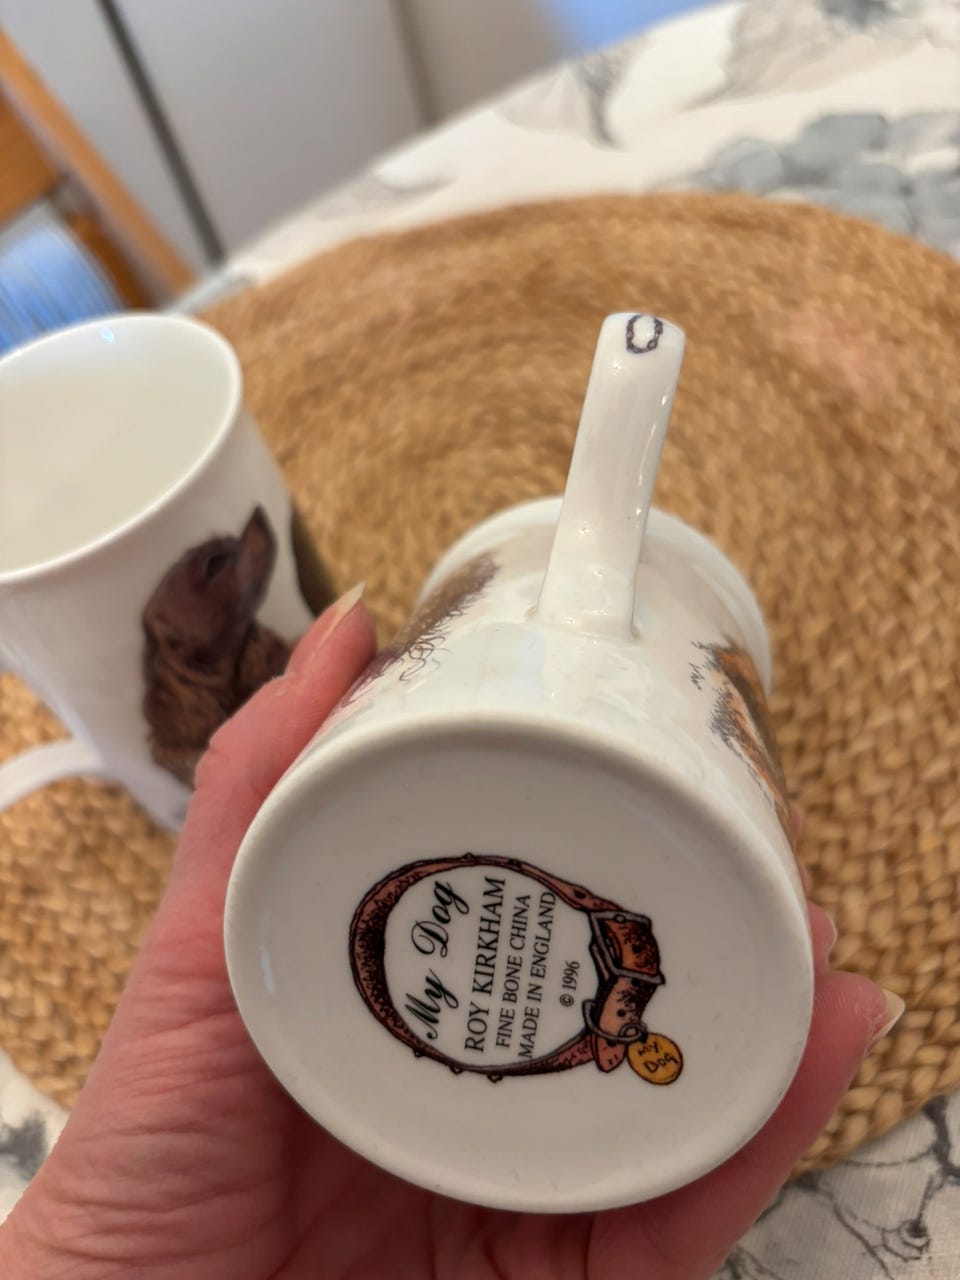 My Dog
ROY KIRKHAM
FINE BONE CHINA
MADE IN ENGLAND
© 1996
MY
DOG